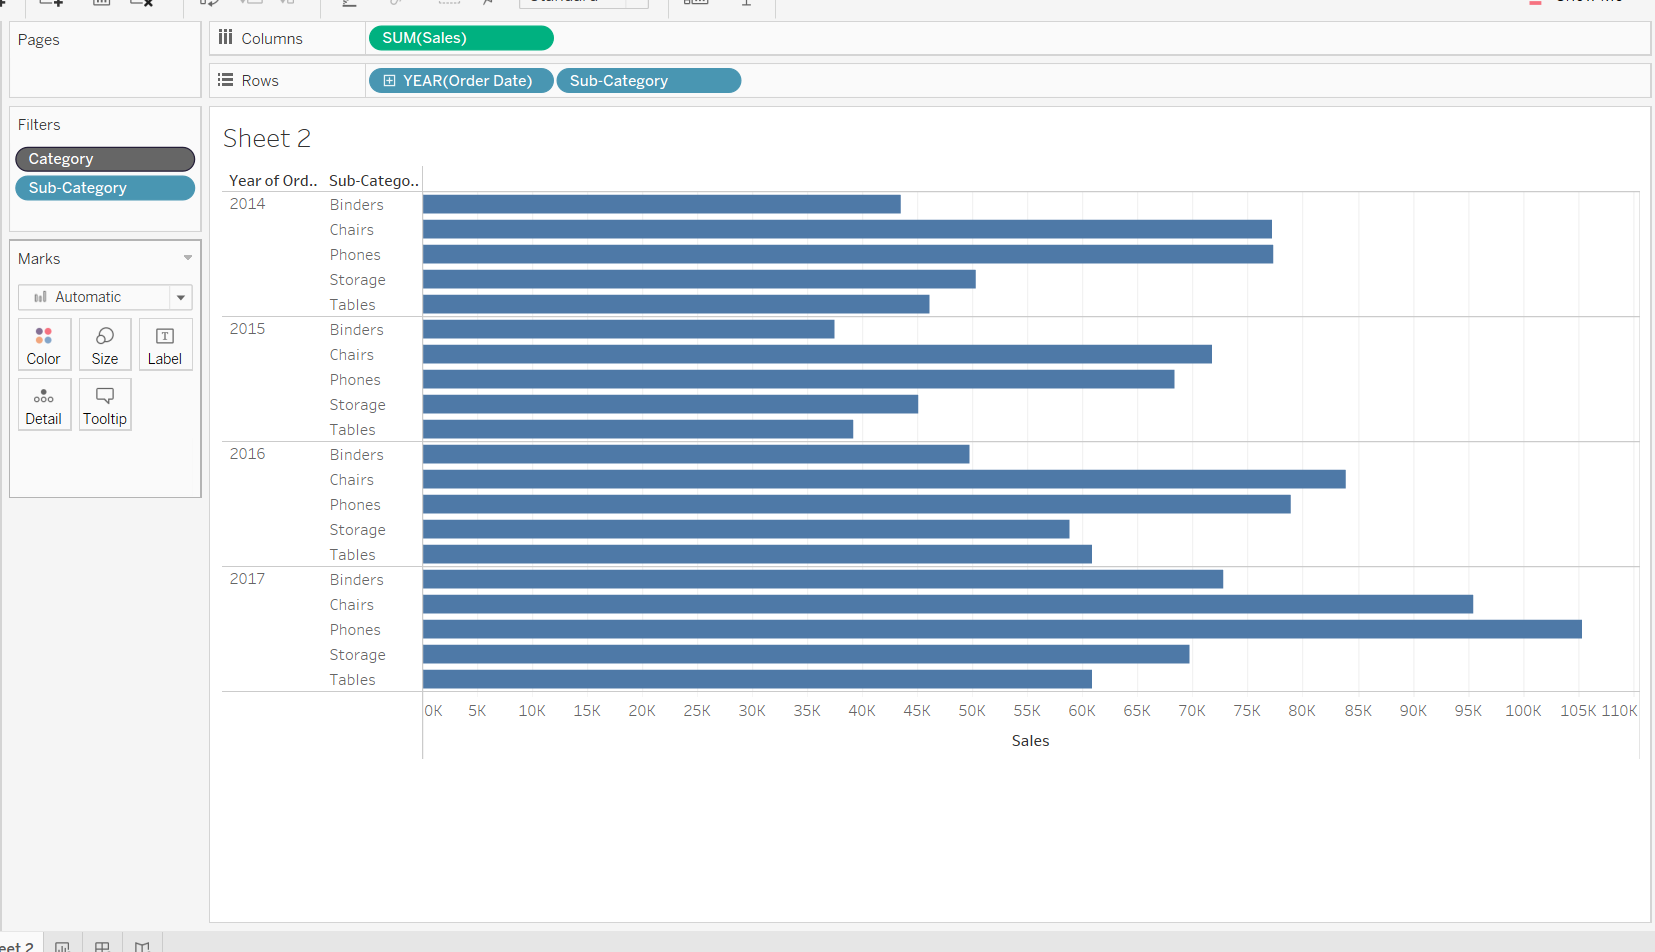 Pages
Columns SUM(Sales)
Rows YEAR(Order Date) Sub-Category
Filters
Category
Sub-Category
Marks
Automatic
Color Size Label
Detail Tooltip
Sheet 2
Year of Ord.. Sub-Catego..
2014 Binders
Chairs
Phones
Storage
Tables
2015 Binders
Chairs
Phones
Storage
Tables
2016 Binders
Chairs
Phones
Storage
Tables
2017 Binders
Chairs
Phones
Storage
Tables
0K 5K 10K 15K 20K 25K 30K 35K 40K 45K 50K 55K 60K 65K 70K 75K 80K 85K 90K 95K 100K 105K 110K
Sales
eet 2